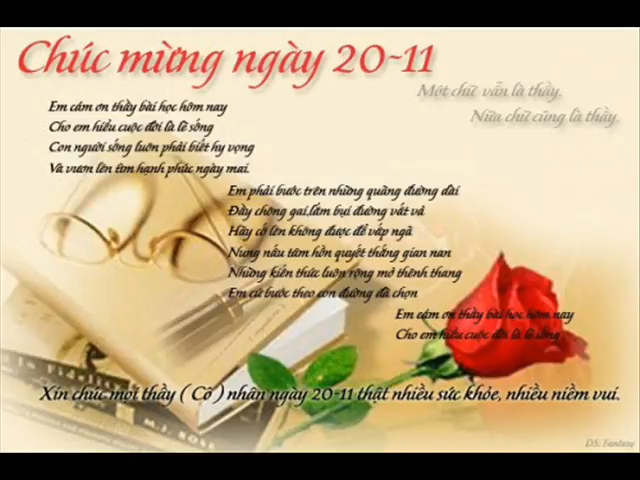 Chúc mừng ngày 20-11
Một chữ vẫn là thầy.
Nữa chữ cũng là thầy.
Em cám ơn thầy bài học hôm nay
Cho em hiểu cuộc đời là lẽ sống
Con người sống luôn phải biết hy vọng
Và vươn lên tìm hạnh phúc ngày mai.
Em phải bước trên những quãng đường dài
Đầy chông gai,lấm bụi đường vất vả
Hãy cố lên không được để vấp ngã
Nung nấu tâm hồn quyết thắng gian nan
Những kiến thức luôn rộng mở thênh thang
Em cứ bước theo con đường đã chọn
Em cám ơn thầy bài học hôm nay
Cho em hiểu cuộc đời là lẽ sống
Xin chúc mọi thầy ( Cô ) nhân ngày 20-11 thật nhiều sức khỏe, nhiều niềm vui.
M.J. ROSE
DS: Fantasy